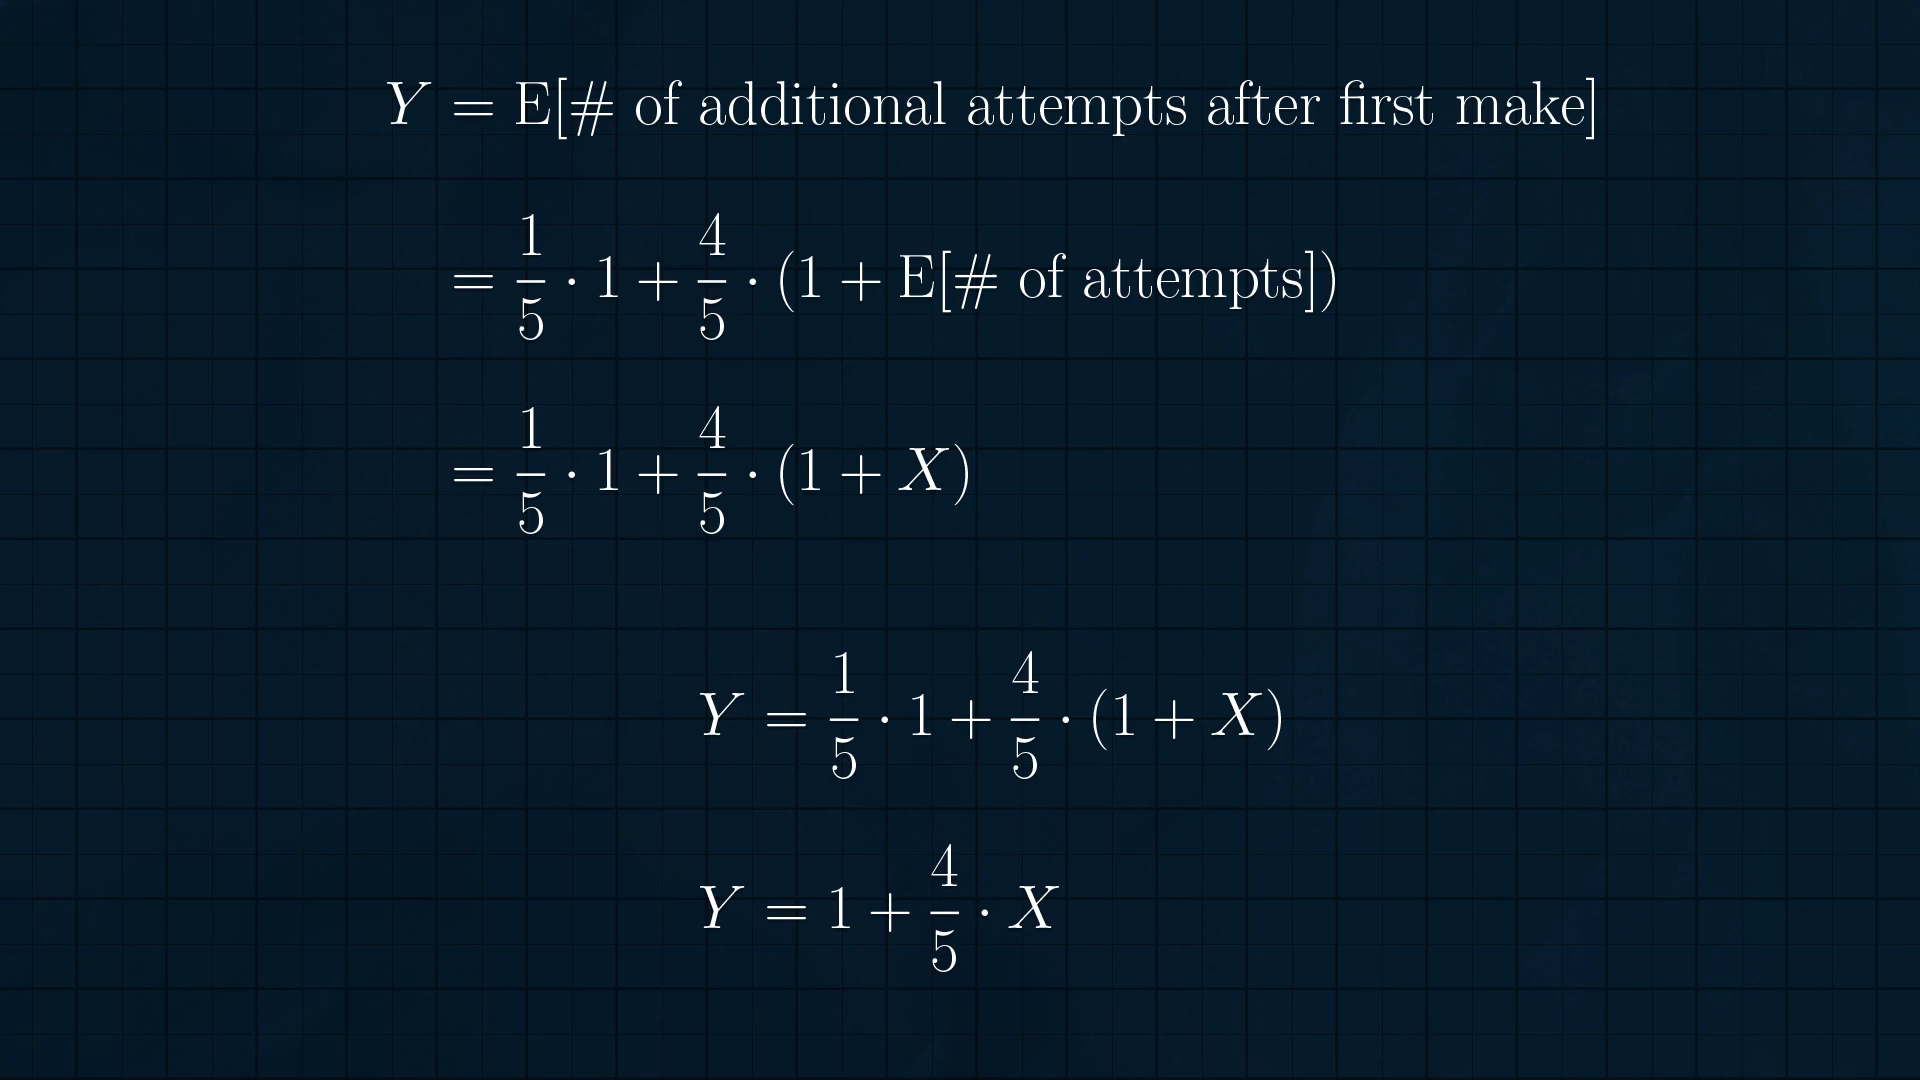 Y = E[# of additional attempts after first make]
= 1/5 · 1 + 4/5 · (1 + E[# of attempts])
= 1/5 · 1 + 4/5 · (1 + X)
Y = 1/5 · 1 + 4/5 · (1 + X)
Y = 1 + 4/5 · X